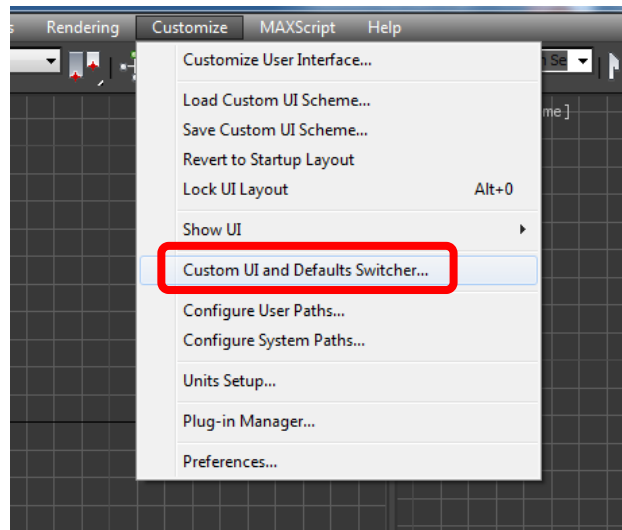 Rendering Customize MAXScript Help
Customize User Interface...
Se
Load Custom UI Scheme...
me ]
Save Custom UI Scheme...
Revert to Startup Layout
Lock UI Layout Alt+0
Show UI
Custom UI and Defaults Switcher...
Configure User Paths...
Configure System Paths...
Units Setup...
Plug-in Manager...
Preferences...